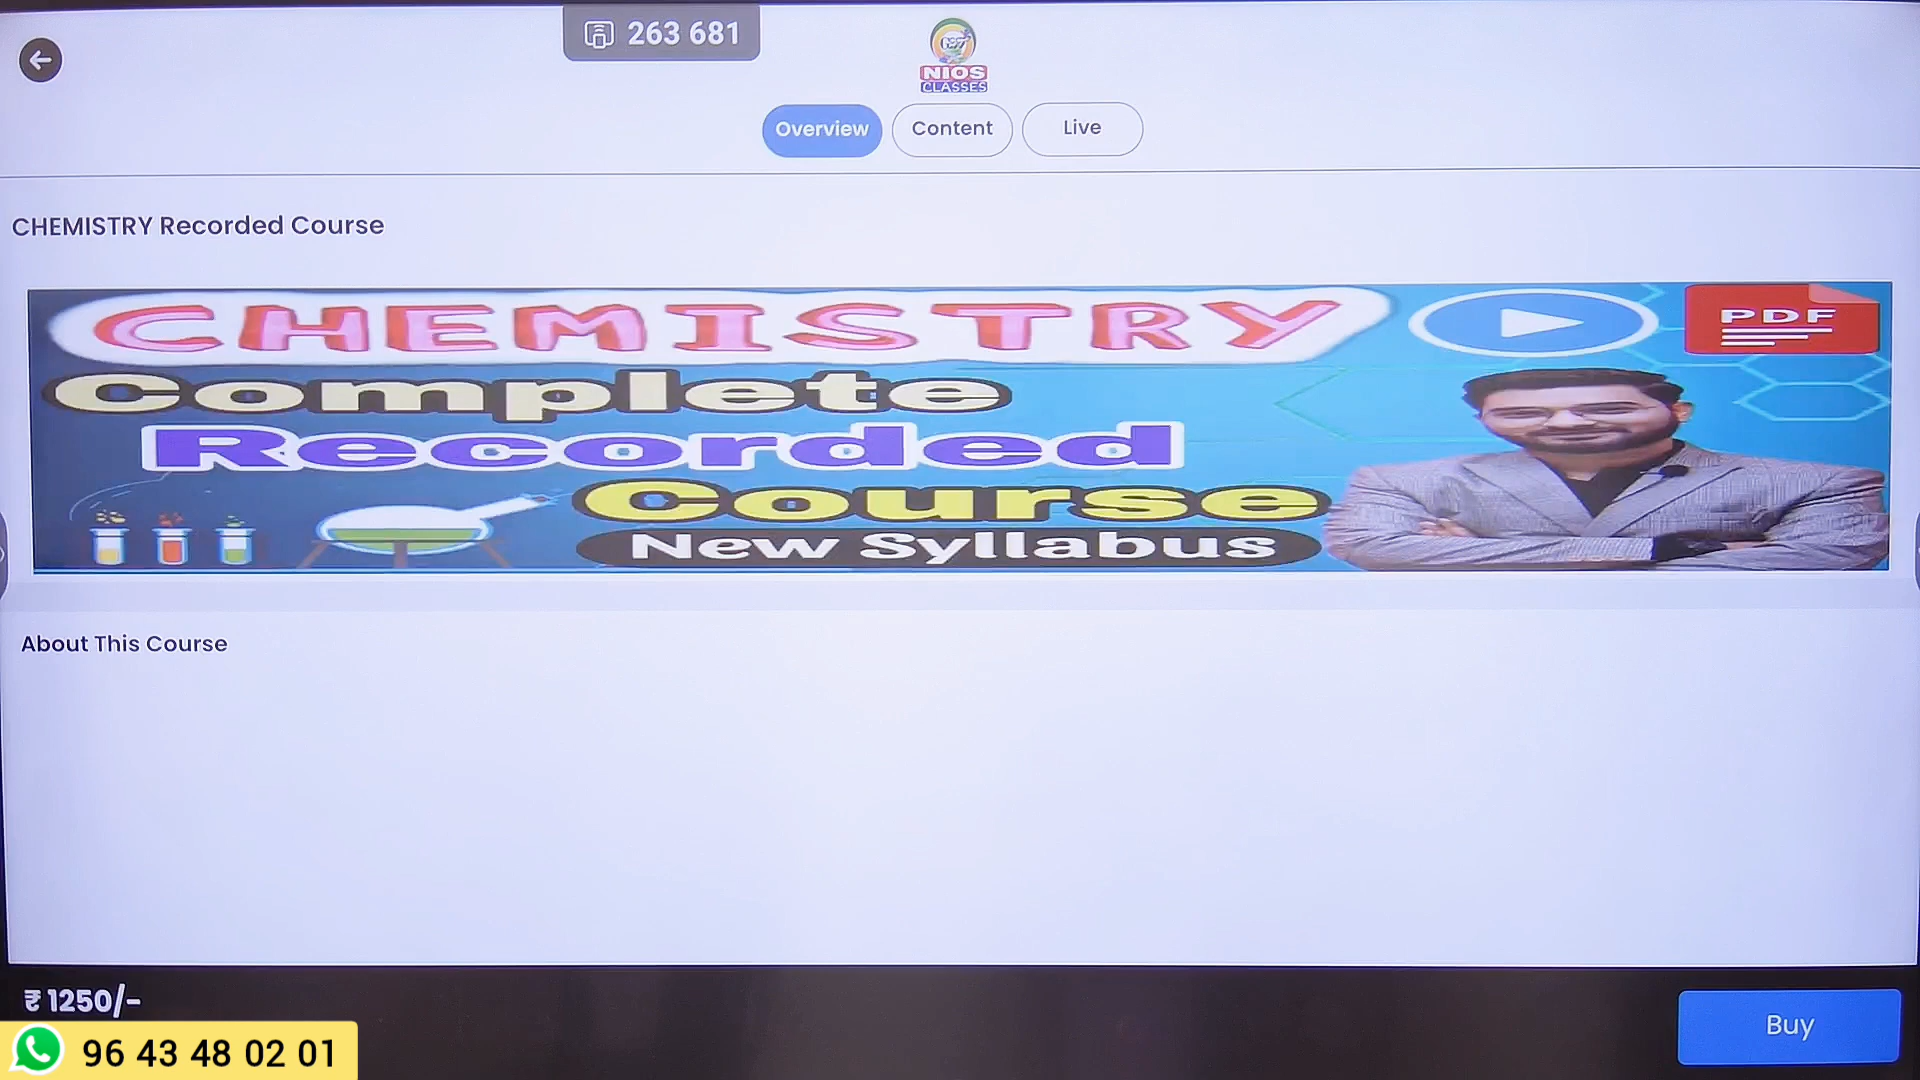 263 681
NIOS
CLASSES
Overview
Content
Live
CHEMISTRY Recorded Course
CHEMISTRY
PDF
Complete
Recorded
Course
New Syllabus
About This Course
₹ 1250/-
Buy
96 43 48 02 01